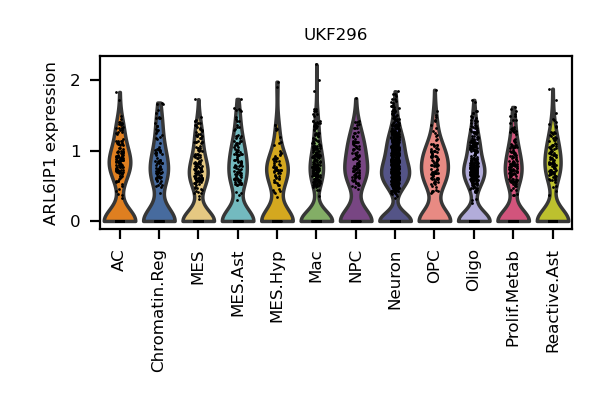 UKF296
ARL6IP1 expression
2
1
0
AC
Chromatin.Reg
MES
MES.Ast
MES.Hyp
Mac
NPC
Neuron
OPC
Oligo
Prolif.Metab
Reactive.Ast